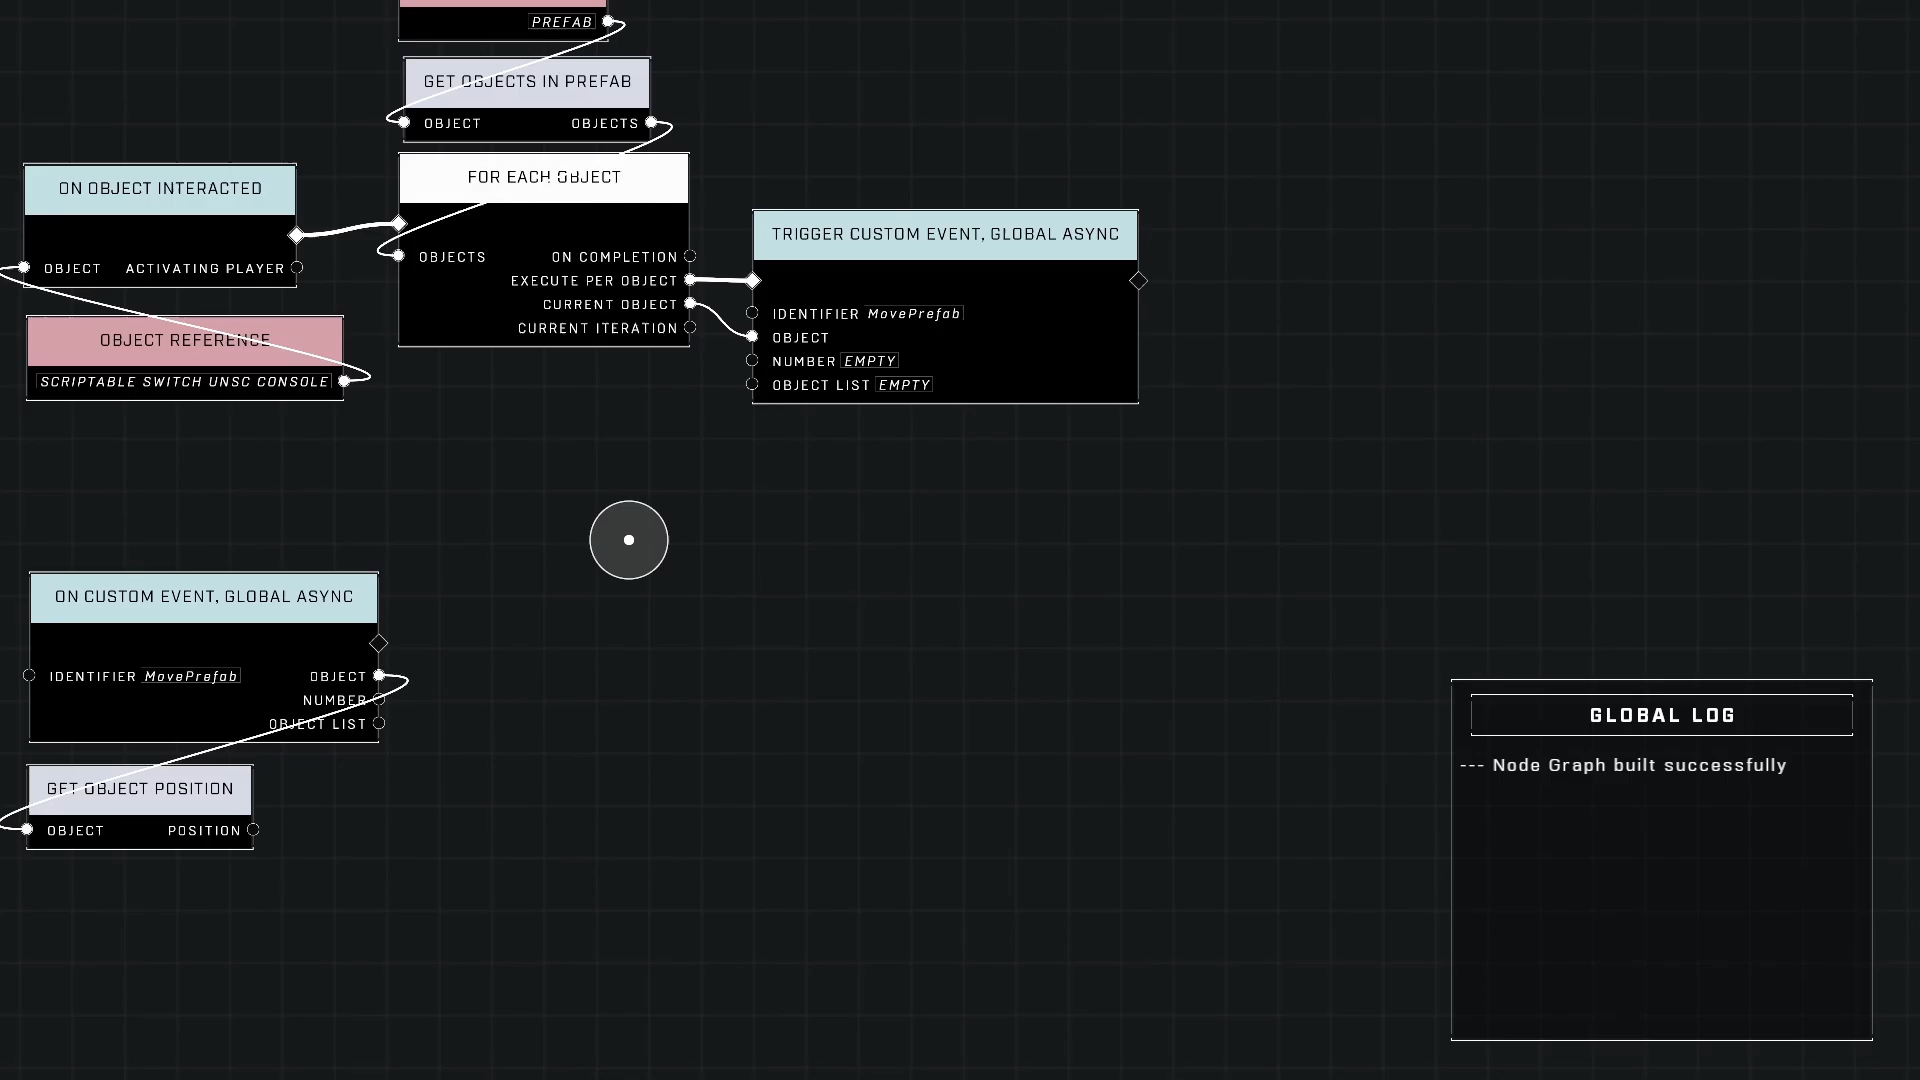 PREFAB
GET OBJECTS IN PREFAB
OBJECT OBJECTS
FOR EACH OBJECT
OBJECTS ON COMPLETION
EXECUTE PER OBJECT
CURRENT OBJECT
CURRENT ITERATION
ON OBJECT INTERACTED
OBJECT ACTIVATING PLAYER
OBJECT REFERENCE
SCRIPTABLE SWITCH UNSC CONSOLE
TRIGGER CUSTOM EVENT, GLOBAL ASYNC
IDENTIFIER MovePrefab
OBJECT
NUMBER EMPTY
OBJECT LIST EMPTY
ON CUSTOM EVENT, GLOBAL ASYNC
IDENTIFIER MovePrefab OBJECT
NUMBER
OBJECT LIST
GET OBJECT POSITION
OBJECT POSITION
GLOBAL LOG
--- Node Graph built successfully